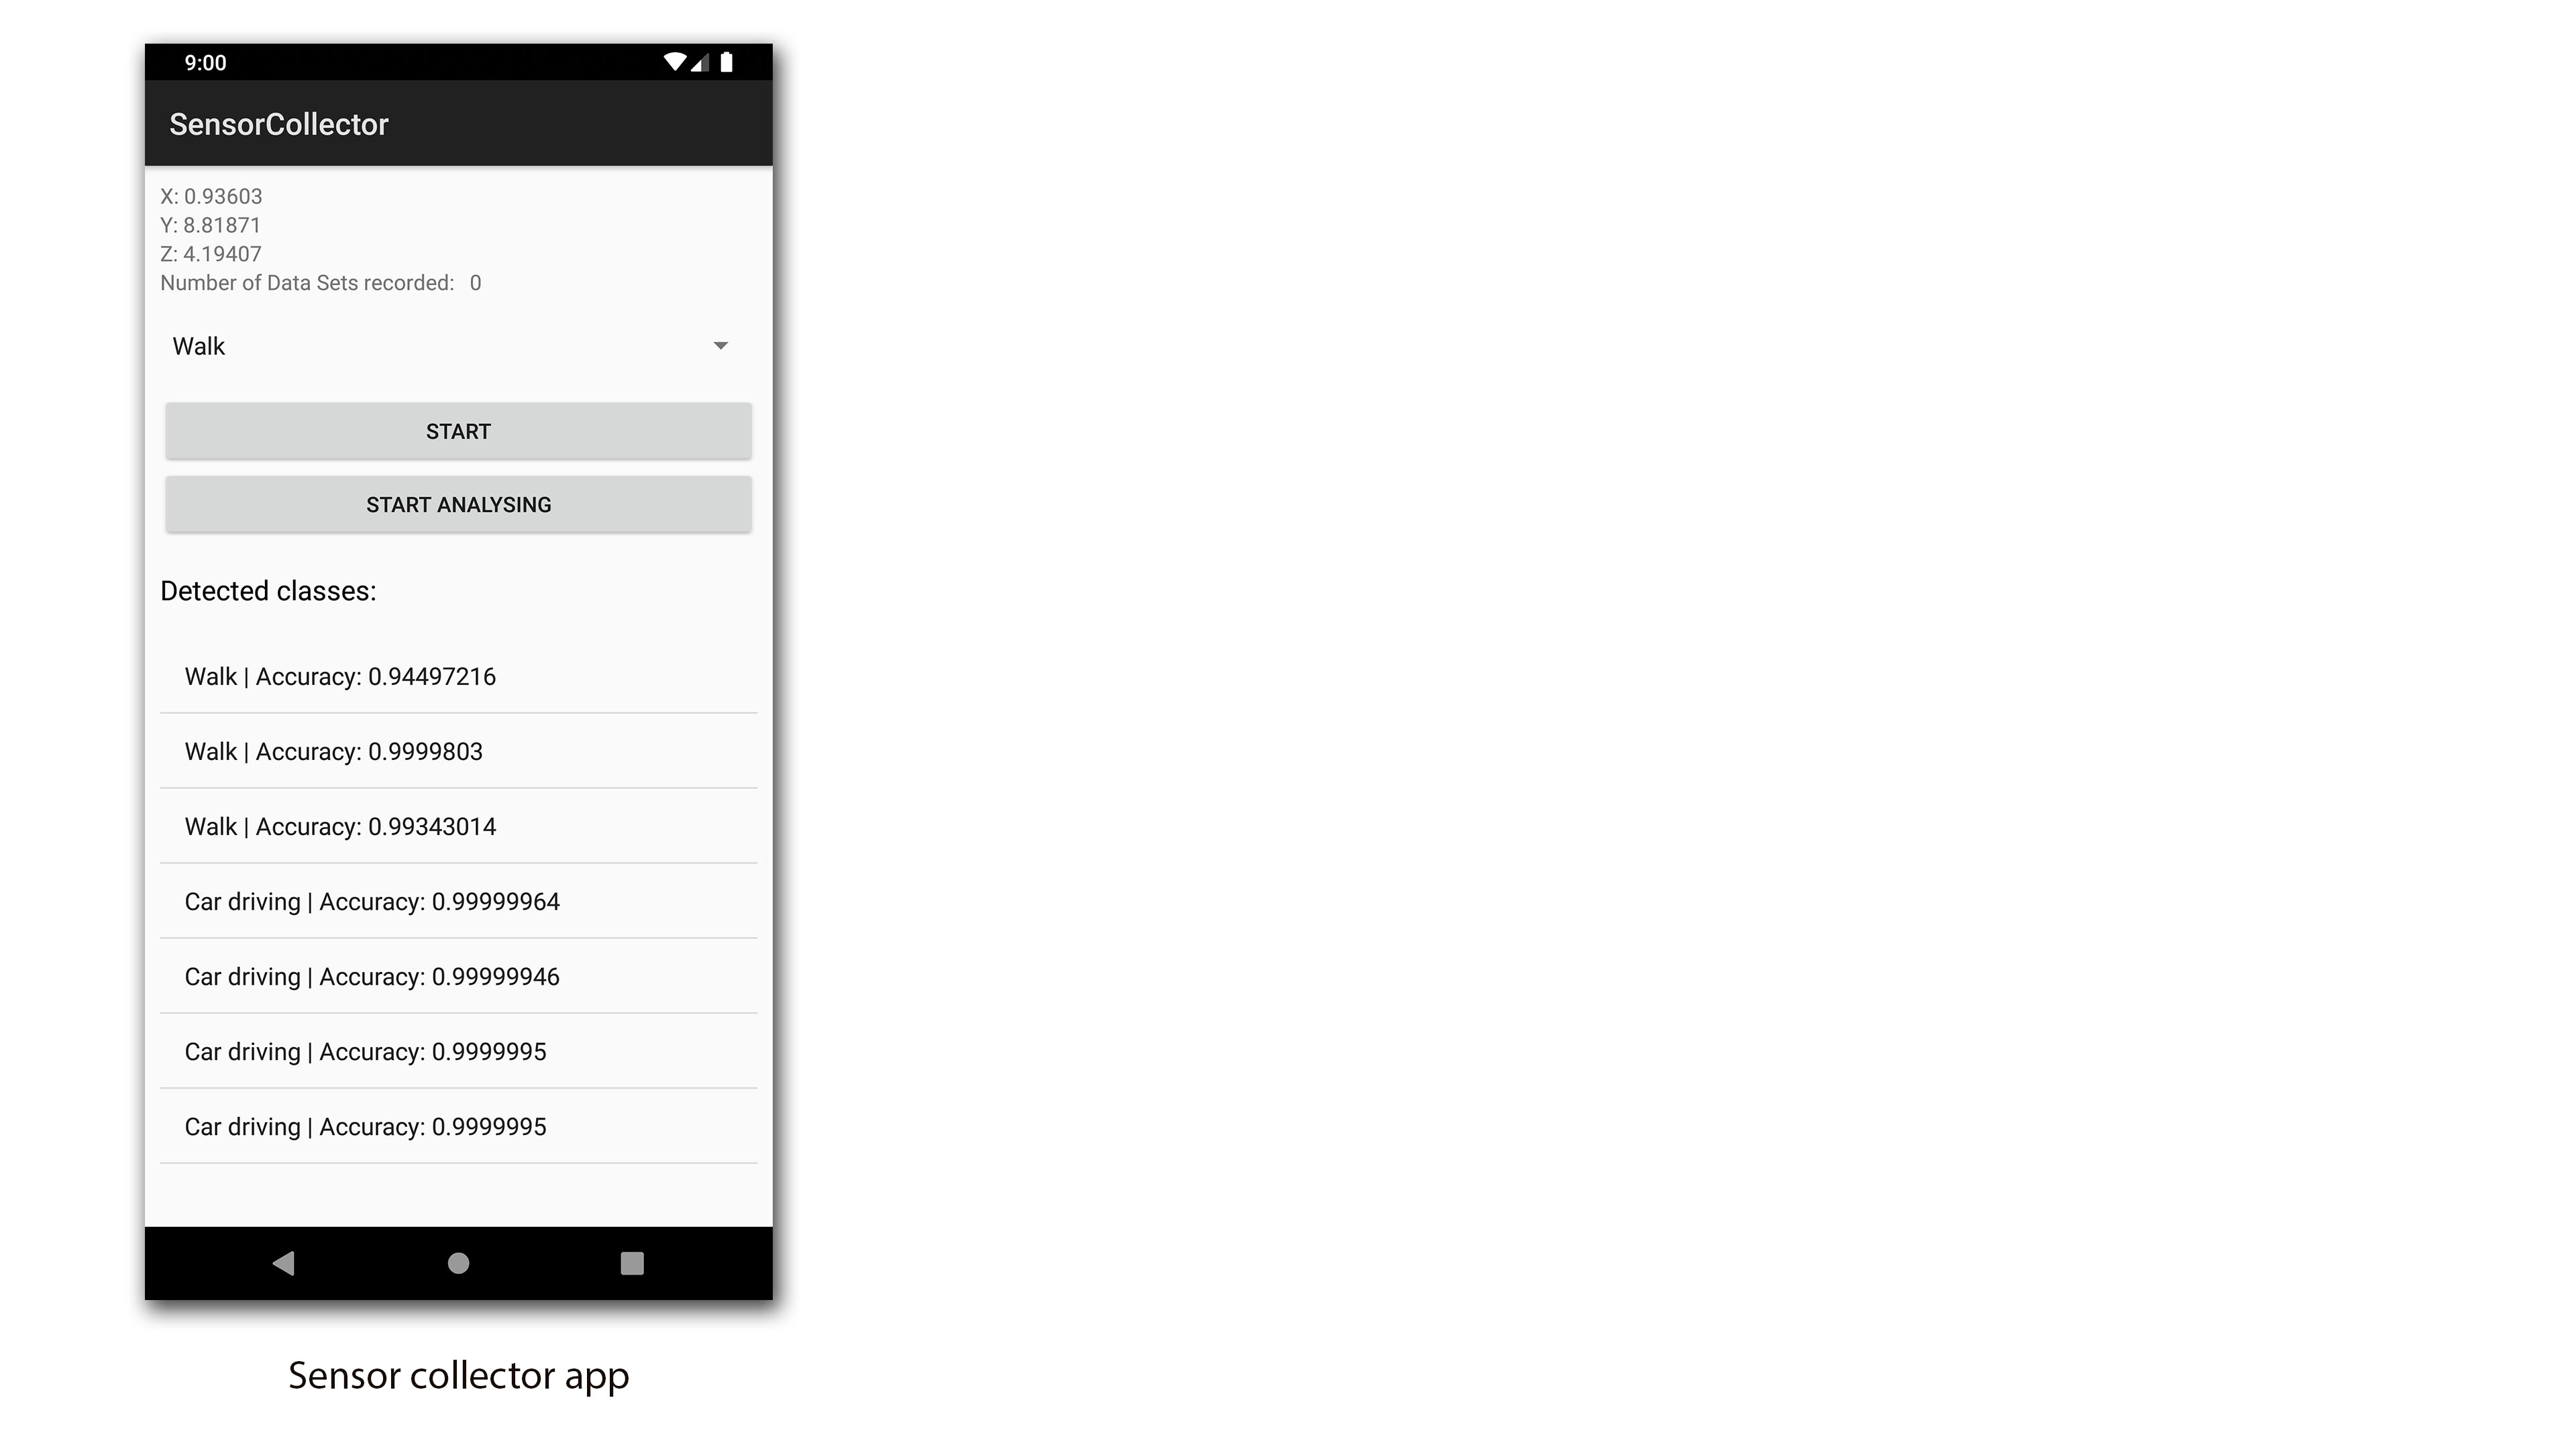 9:00
SensorCollector
X: 0.93603
Y: 8.81871
Z: 4.19407
Number of Data Sets recorded: 0
Walk
START
START ANALYSING
Detected classes:
Walk | Accuracy: 0.94497216
Walk | Accuracy: 0.9999803
Walk | Accuracy: 0.99343014
Car driving | Accuracy: 0.99999964
Car driving | Accuracy: 0.99999946
Car driving | Accuracy: 0.9999995
Car driving | Accuracy: 0.9999995
Sensor collector app